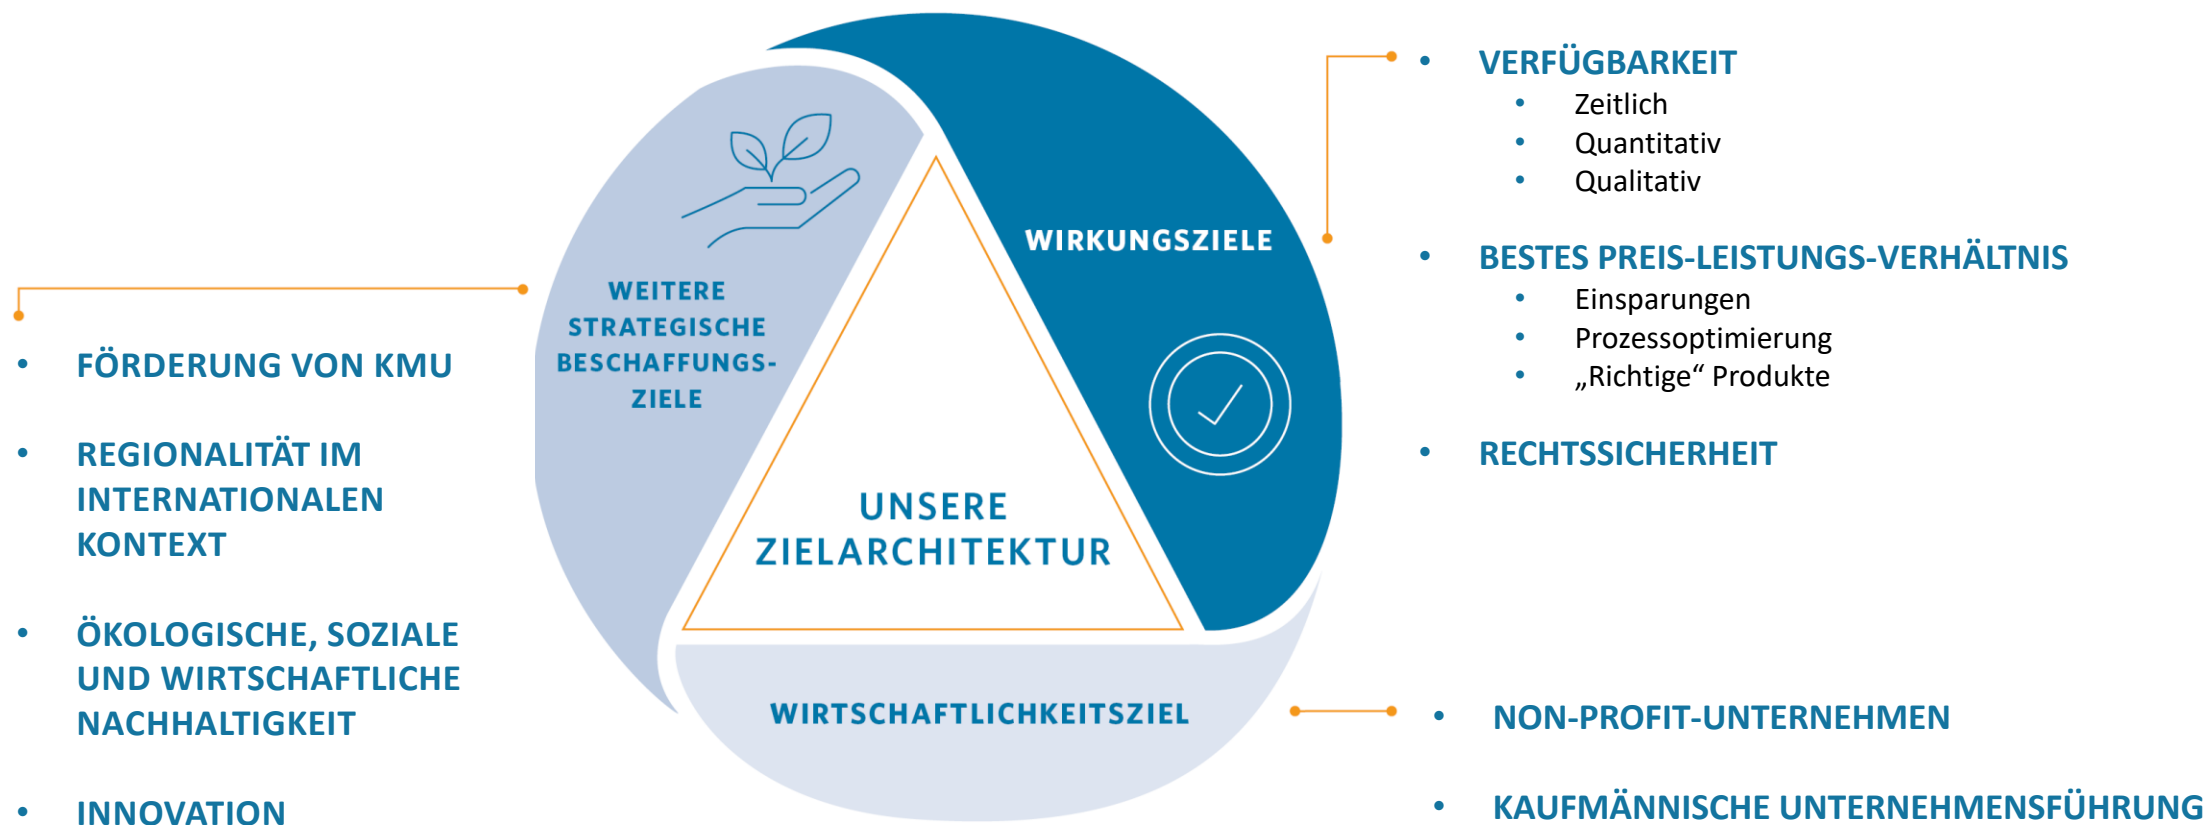 WEITERE
STRATEGISCHE
BESCHAFFUNGS-
ZIELE
• FÖRDERUNG VON KMU
• REGIONALITÄT IM
INTERNATIONALEN
KONTEXT
• ÖKOLOGISCHE, SOZIALE
UND WIRTSCHAFTLICHE
NACHHALTIGKEIT
• INNOVATION
UNSERE
ZIELARCHITEKTUR
WIRKUNGSZIELE
• VERFÜGBARKEIT
• Zeitlich
• Quantitativ
• Qualitativ
• BESTES PREIS-LEISTUNGS-VERHÄLTNIS
• Einsparungen
• Prozessoptimierung
• „Richtige“ Produkte
• RECHTSSICHERHEIT
WIRTSCHAFTLICHKEITSZIEL
• NON-PROFIT-UNTERNEHMEN
• KAUFMÄNNISCHE UNTERNEHMENSFÜHRUNG